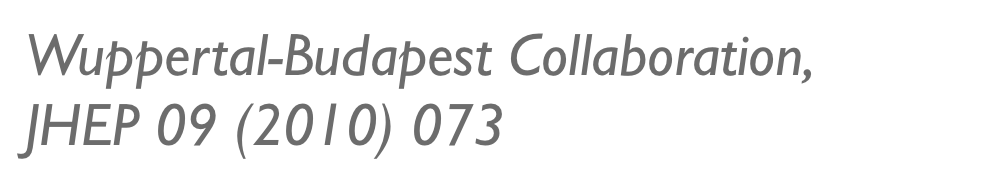 Wuppertal-Budapest Collaboration,
JHEP 09 (2010) 073